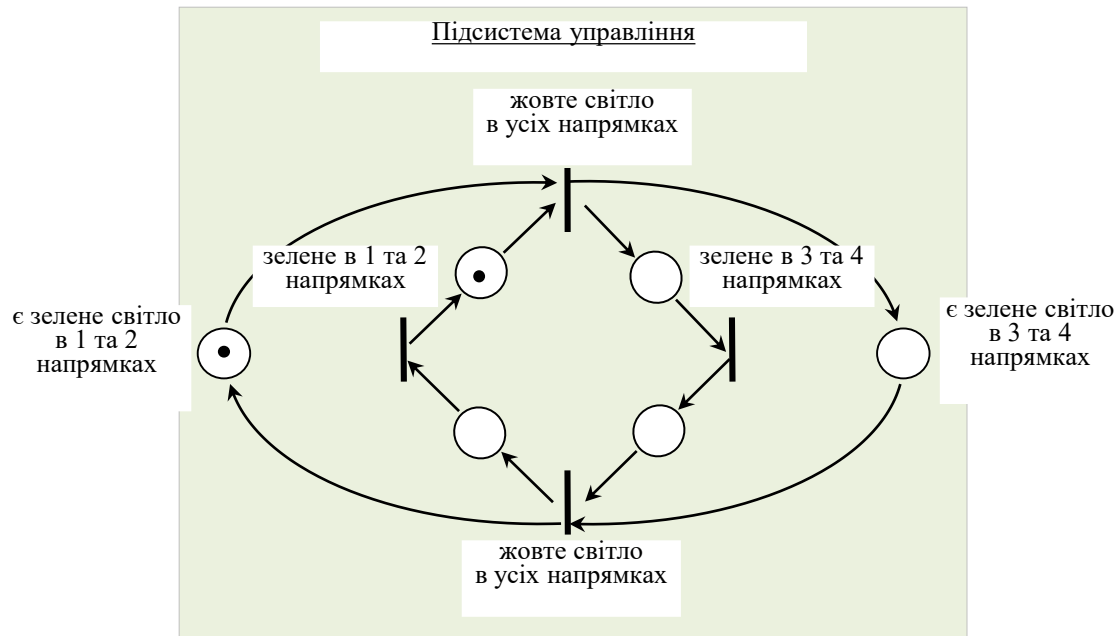 Підсистема управління
жовте світло
в усіх напрямках
зелене в 1 та 2
напрямках
зелене в 3 та 4
напрямках
є зелене світло
в 1 та 2
напрямках
є зелене світло
в 3 та 4
напрямках
жовте світло
в усіх напрямках